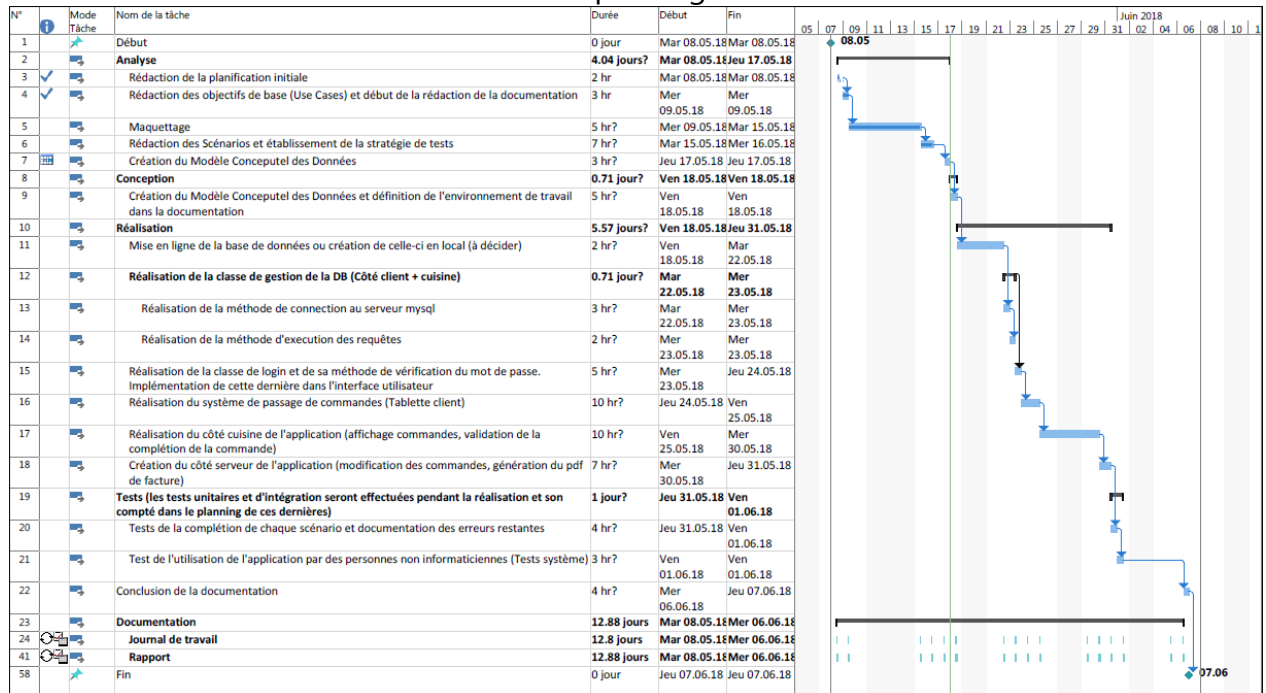 N° Mode Tâche Nom de la tâche Durée Début Fin Juin 2018
05 07 09 11 13 15 17 19 21 23 25 27 29 31 02 04 06 08 10 1
1 Début 0 jour Mar 08.05.18 Mar 08.05.18 08.05
2 Analyse 4.04 jours? Mar 08.05.18 Jeu 17.05.18
3 Rédaction de la planification initiale 2 hr Mar 08.05.18 Mar 08.05.18
4 Rédaction des objectifs de base (Use Cases) et début de la rédaction de la documentation 3 hr Mer Mer
09.05.18 09.05.18
5 Maquettage 5 hr? Mer 09.05.18 Mar 15.05.18
6 Rédaction des Scénarios et établissement de la stratégie de tests 7 hr? Mar 15.05.18 Mer 16.05.18
7 Création du Modèle Conceputel des Données 3 hr? Jeu 17.05.18 Jeu 17.05.18
8 Conception 0.71 jour? Ven 18.05.18 Ven 18.05.18
9 Création du Modèle Conceputel des Données et définition de l'environnement de travail 5 hr? Ven Ven
dans la documentation 18.05.18 18.05.18
10 Réalisation 5.57 jours? Ven 18.05.18 Jeu 31.05.18
11 Mise en ligne de la base de données ou création de celle-ci en local (à décider) 2 hr? Ven Mar
18.05.18 22.05.18
12 Réalisation de la classe de gestion de la DB (Côté client + cuisine) 0.71 jour? Mar Mer
22.05.18 23.05.18
13 Réalisation de la méthode de connection au serveur mysql 3 hr? Mar Mer
22.05.18 23.05.18
14 Réalisation de la méthode d'execution des requêtes 2 hr? Mer Mer
23.05.18 23.05.18
15 Réalisation de la classe de login et de sa méthode de vérification du mot de passe. 5 hr? Mer Jeu 24.05.18
Implémentation de cette dernière dans l'interface utilisateur 23.05.18
16 Réalisation du système de passage de commandes (Tablette client) 10 hr? Jeu 24.05.18 Ven
25.05.18
17 Réalisation du côté cuisine de l'application (affichage commandes, validation de la 10 hr? Ven Mer
complétion de la commande) 25.05.18 30.05.18
18 Création du côté serveur de l'application (modification des commandes, génération du pdf 7 hr? Mer Jeu 31.05.18
de facture) 30.05.18
19 Tests (les tests unitaires et d'intégration seront effectuées pendant la réalisation et son 1 jour? Jeu 31.05.18 Ven
compté dans le planning de ces dernières) 01.06.18
20 Tests de la complétion de chaque scénario et documentation des erreurs restantes 4 hr? Jeu 31.05.18 Ven
01.06.18
21 Test de l'utilisation de l'application par des personnes non informaticiennes (Tests système) 3 hr? Ven Ven
01.06.18 01.06.18
22 Conclusion de la documentation 4 hr? Mer Jeu 07.06.18
06.06.18
23 Documentation 12.88 jours Mar 08.05.18 Mer 06.06.18
24 Journal de travail 12.8 jours Mar 08.05.18 Mer 06.06.18
41 Rapport 12.88 jours Mar 08.05.18 Mer 06.06.18
58 Fin 0 jour Jeu 07.06.18 Jeu 07.06.18 07.06